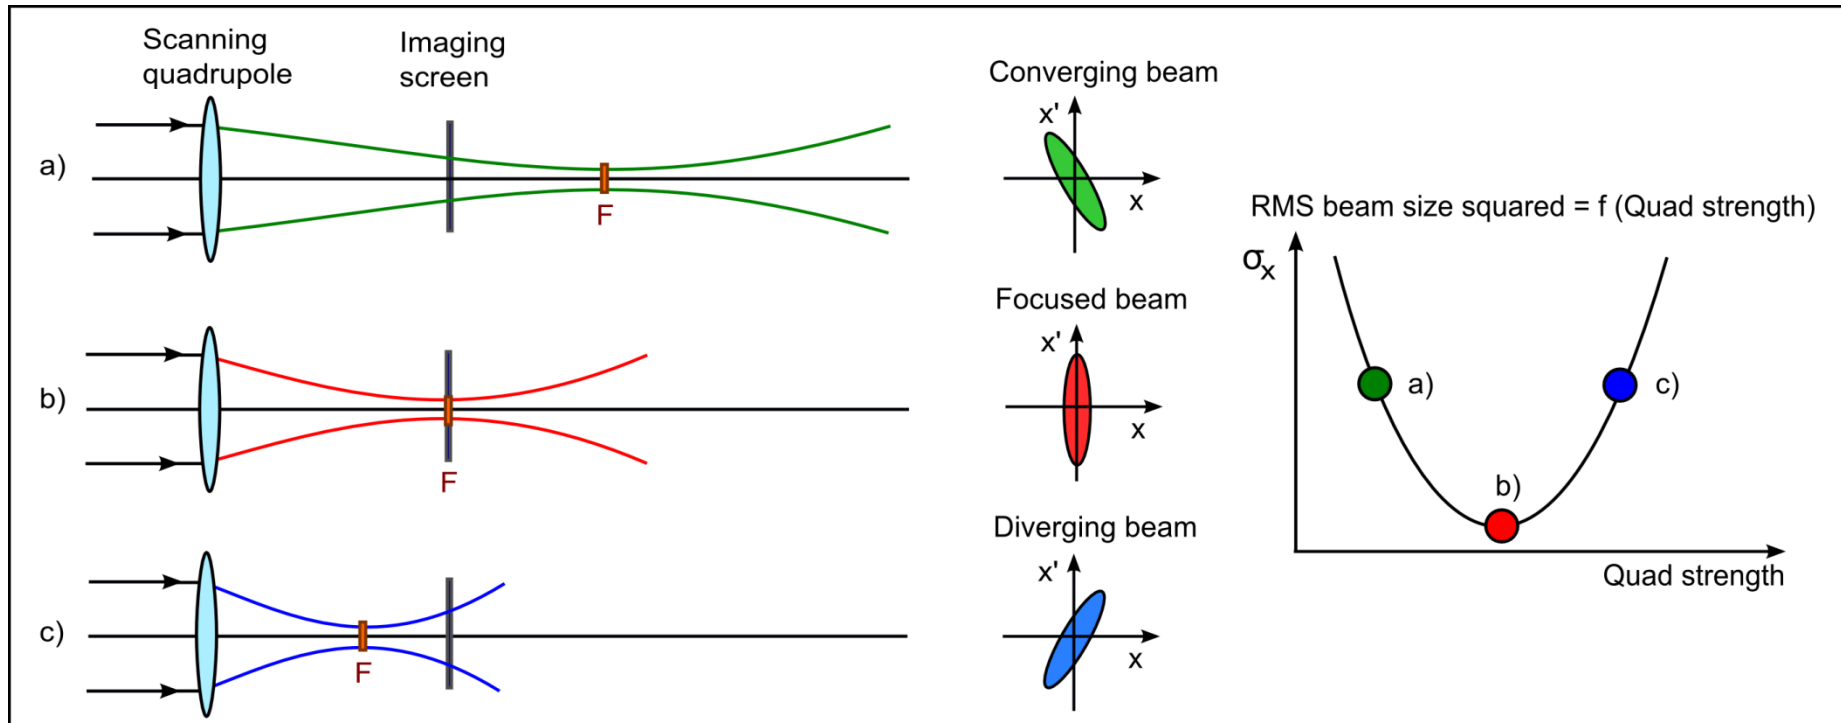 Scanning
quadrupole
Imaging
screen
a)
F
Converging beam
x'
x
b)
F
Focused beam
x'
x
c)
F
Diverging beam
x'
x
RMS beam size squared = f (Quad strength)
σx
a)
b)
c)
Quad strength